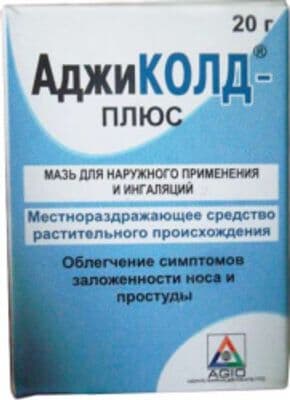 20 г
АджиКОЛД®-
ПЛЮС
МАЗЬ ДЛЯ НАРУЖНОГО ПРИМЕНЕНИЯ
И ИНГАЛЯЦИЙ
Местнораздражающее средство
растительного происхождения
Облегчение симптомов
заложенности носа и
простуды
AGIO